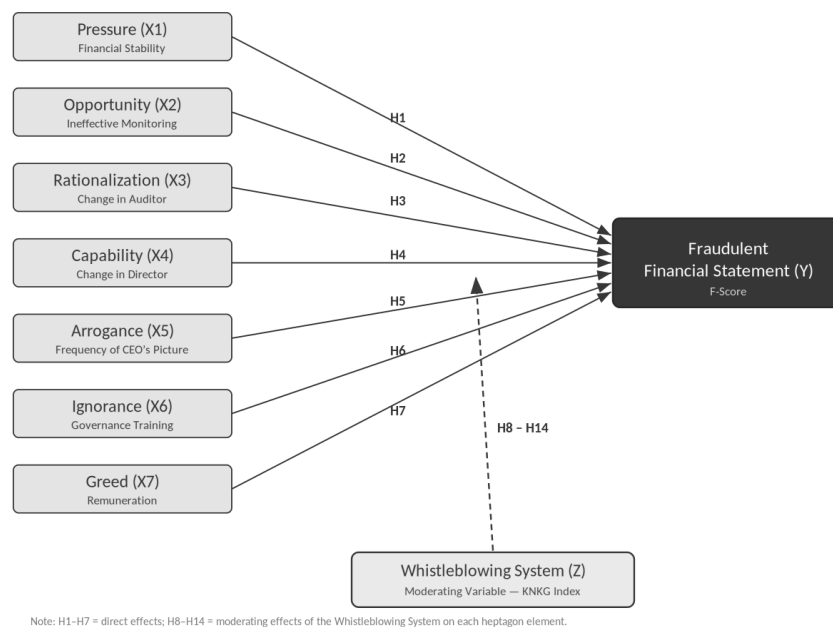 Pressure (X1)
Financial Stability
H1
Opportunity (X2)
Ineffective Monitoring
H2
Rationalization (X3)
Change in Auditor
H3
Capability (X4)
Change in Director
H4
Fraudulent
Financial Statement (Y)
F-Score
Arrogance (X5)
Frequency of CEO's Picture
H5
Ignorance (X6)
Governance Training
H6
H7
Greed (X7)
Remuneration
H8 – H14
Whistleblowing System (Z)
Moderating Variable — KNKG Index
Note: H1–H7 = direct effects; H8–H14 = moderating effects of the Whistleblowing System on each heptagon element.